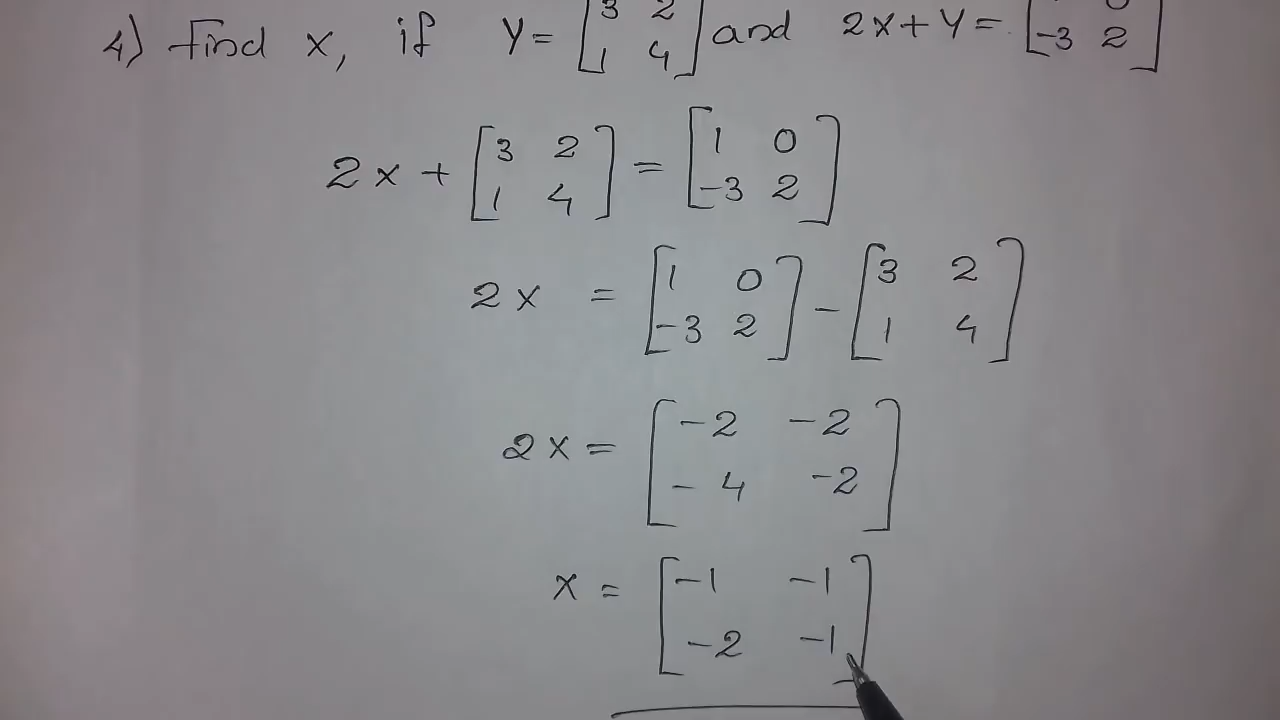 4) Find x, if Y = [3 2 and 2x + Y = [ 0
1 4] -3 2]
2x + [3 2 = [1 0
1 4] -3 2]
2x = [1 0 - [3 2
-3 2] 1 4]
2x = [-2 -2
-4 -2]
x = [-1 -1
-2 -1]